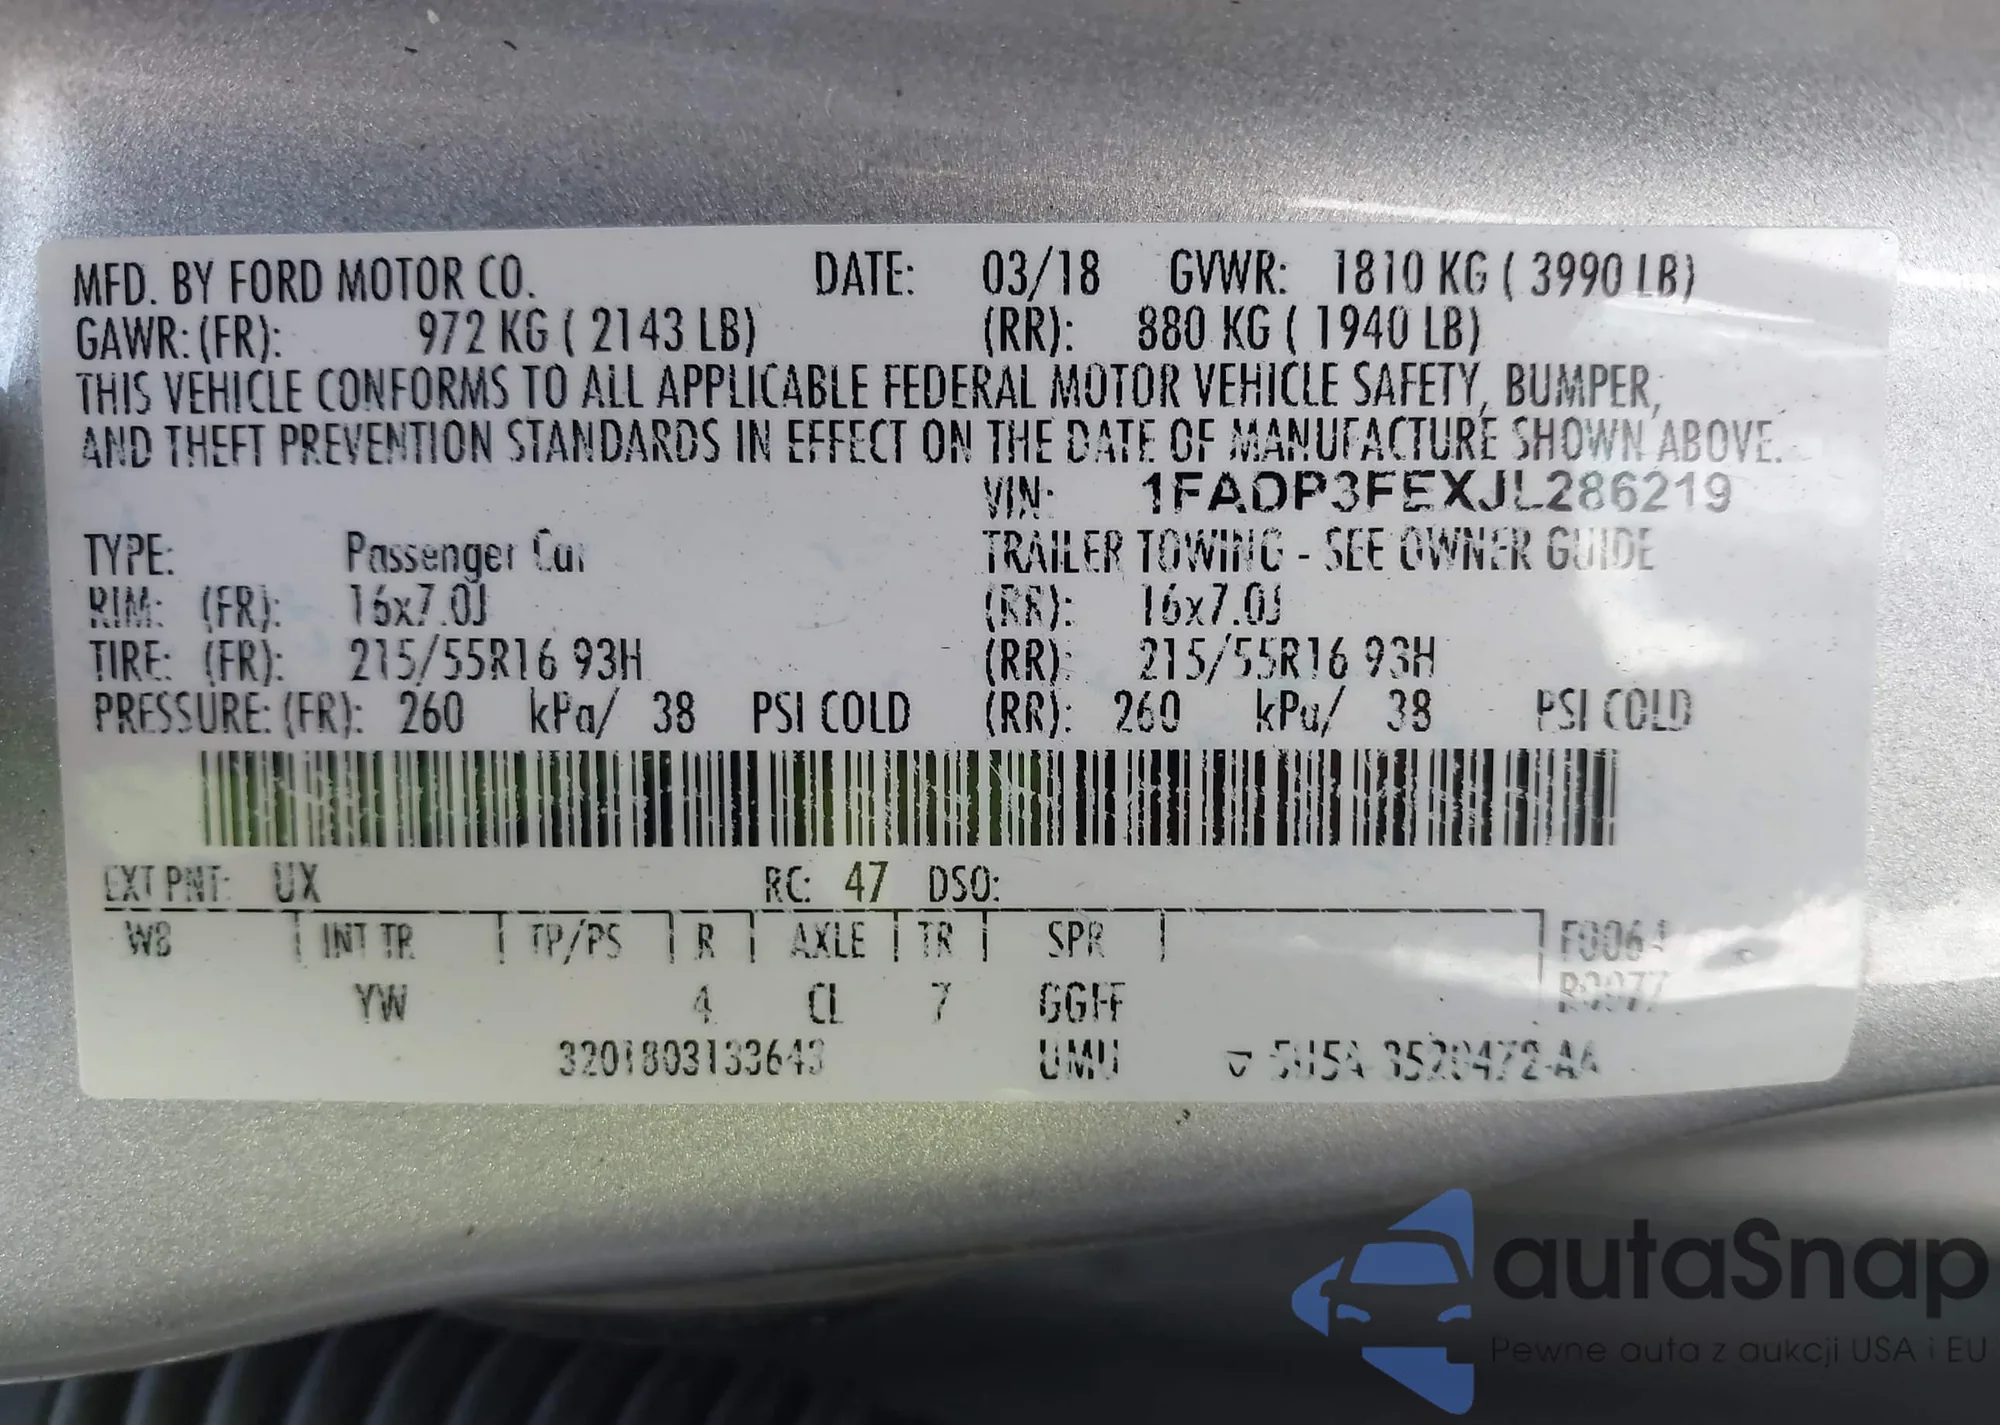 MFD. BY FORD MOTOR CO. DATE: 03/18 GVWR: 1810 KG ( 3990 LB)
GAWR: (FR): 972 KG ( 2143 LB) (RR): 880 KG ( 1940 LB)
THIS VEHICLE CONFORMS TO ALL APPLICABLE FEDERAL MOTOR VEHICLE SAFETY, BUMPER,
AND THEFT PREVENTION STANDARDS IN EFFECT ON THE DATE OF MANUFACTURE SHOWN ABOVE.
VIN: 1FADP3FEXJL286219
TYPE: Passenger Car TRAILER TOWING - SEE OWNER GUIDE
RIM: (FR): 16x7.0J (RR): 16x7.0J
TIRE: (FR): 215/55R16 93H (RR): 215/55R16 93H
PRESSURE: (FR): 260 kPa/ 38 PSI COLD (RR): 260 kPa/ 38 PSI COLD
EXT PNT: UX RC: 47 DSO:
WB INT TR TP/PS R AXLE TR SPR
YW 4 CL 7 GGFF
3201803133643 UMU
autaSnap
Pewne auta z aukcji USA i EU